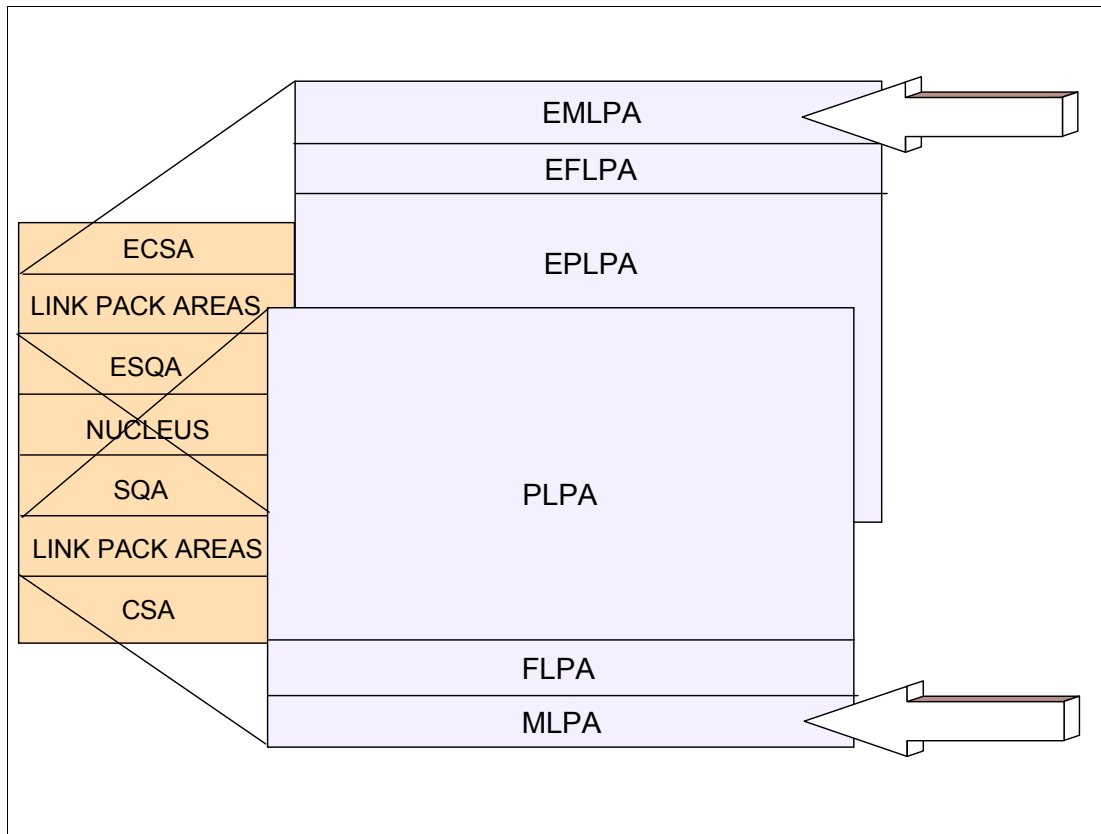 EMLPA
EFLPA
EPLPA
ECSA
LINK PACK AREAS
ESQA
NUCLEUS
SQA
LINK PACK AREAS
CSA
PLPA
FLPA
MLPA